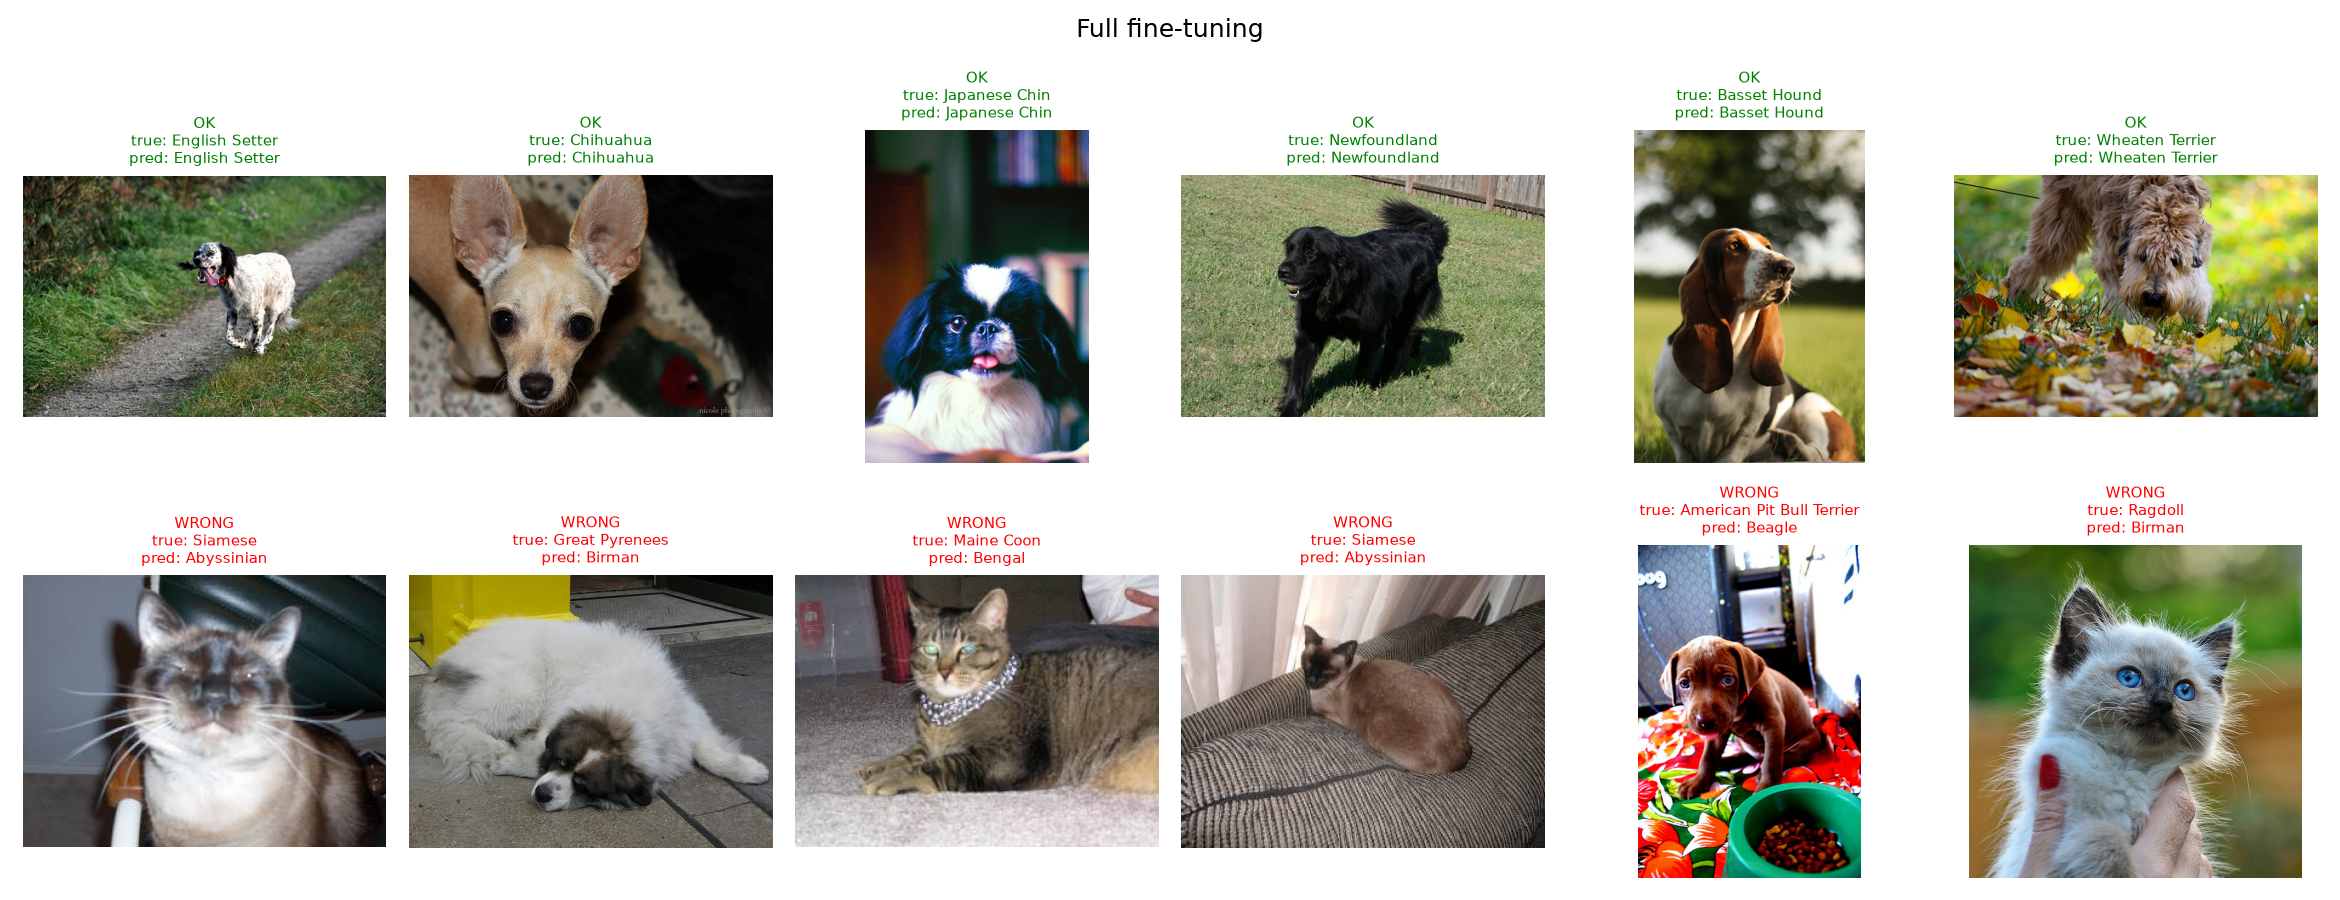 Full fine-tuning
OK
true: English Setter
pred: English Setter
OK
true: Chihuahua
pred: Chihuahua
OK
true: Japanese Chin
pred: Japanese Chin
OK
true: Newfoundland
pred: Newfoundland
OK
true: Basset Hound
pred: Basset Hound
OK
true: Wheaten Terrier
pred: Wheaten Terrier
nicole photography ©
WRONG
true: Siamese
pred: Abyssinian
WRONG
true: Great Pyrenees
pred: Birman
WRONG
true: Maine Coon
pred: Bengal
WRONG
true: Siamese
pred: Abyssinian
WRONG
true: American Pit Bull Terrier
pred: Beagle
WRONG
true: Ragdoll
pred: Birman